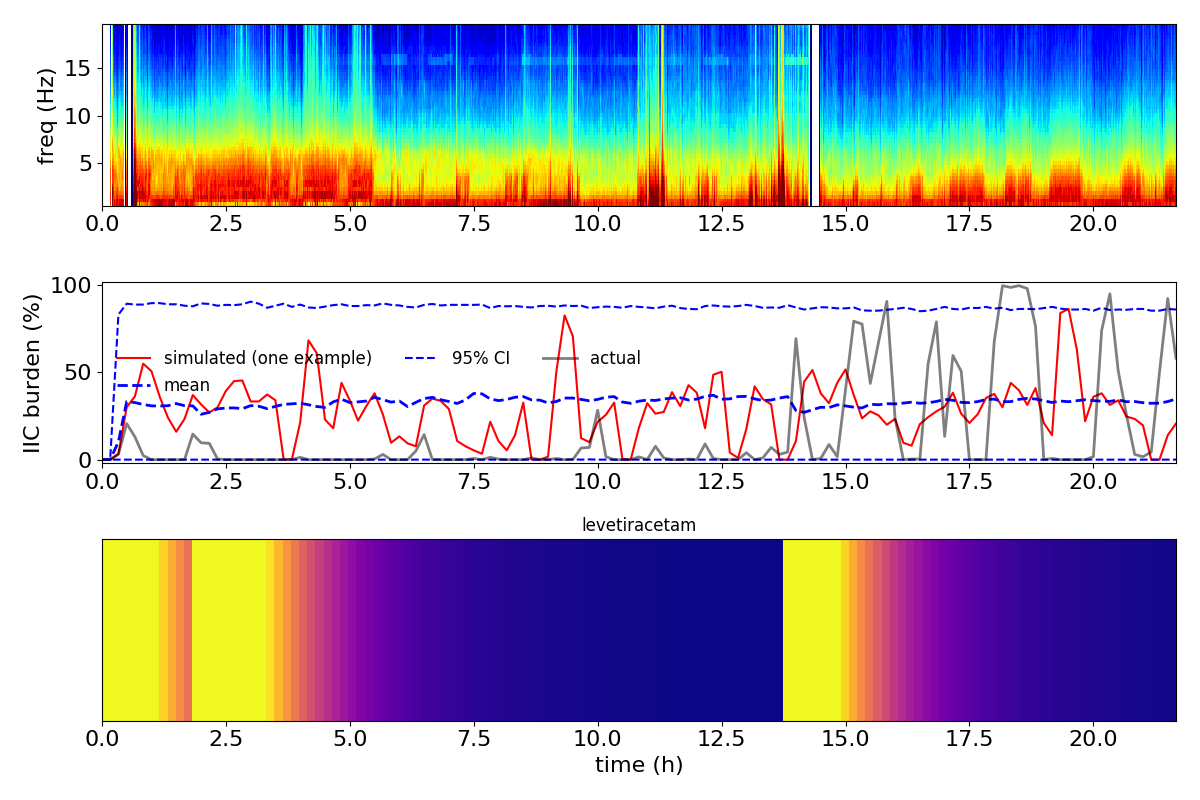 freq (Hz)
15
10
5
0.0 2.5 5.0 7.5 10.0 12.5 15.0 17.5 20.0
IIC burden (%)
100
50
0
simulated (one example) 95% CI actual
mean
0.0 2.5 5.0 7.5 10.0 12.5 15.0 17.5 20.0
levetiracetam
0.0 2.5 5.0 7.5 10.0 12.5 15.0 17.5 20.0
time (h)